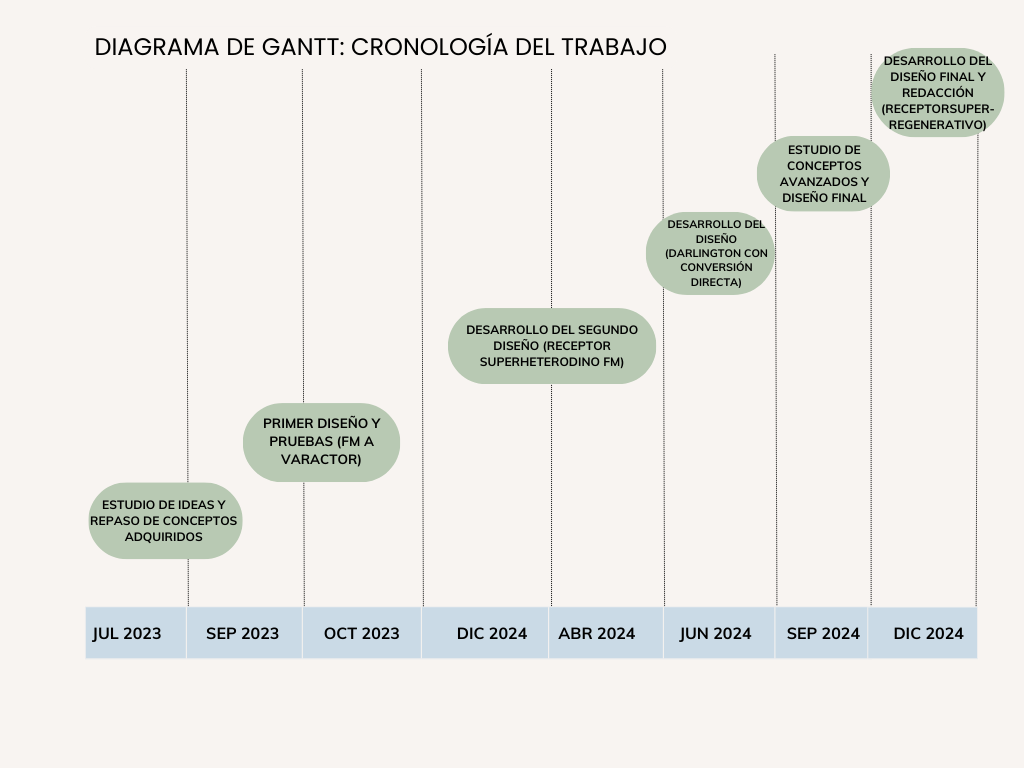 DIAGRAMA DE GANTT: CRONOLOGÍA DEL TRABAJO
DESARROLLO DEL
DISEÑO FINAL Y
REDACCIÓN
(RECEPTORSUPER-
REGENERATIVO)
ESTUDIO DE
CONCEPTOS
AVANZADOS Y
DISEÑO FINAL
DESARROLLO DEL
DISEÑO
(DARLINGTON CON
CONVERSIÓN
DIRECTA)
DESARROLLO DEL SEGUNDO
DISEÑO (RECEPTOR
SUPERHETERODINO FM)
PRIMER DISEÑO Y
PRUEBAS (FM A
VARACTOR)
ESTUDIO DE IDEAS Y
REPASO DE CONCEPTOS
ADQUIRIDOS
JUL 2023 SEP 2023 OCT 2023 DIC 2024 ABR 2024 JUN 2024 SEP 2024 DIC 2024